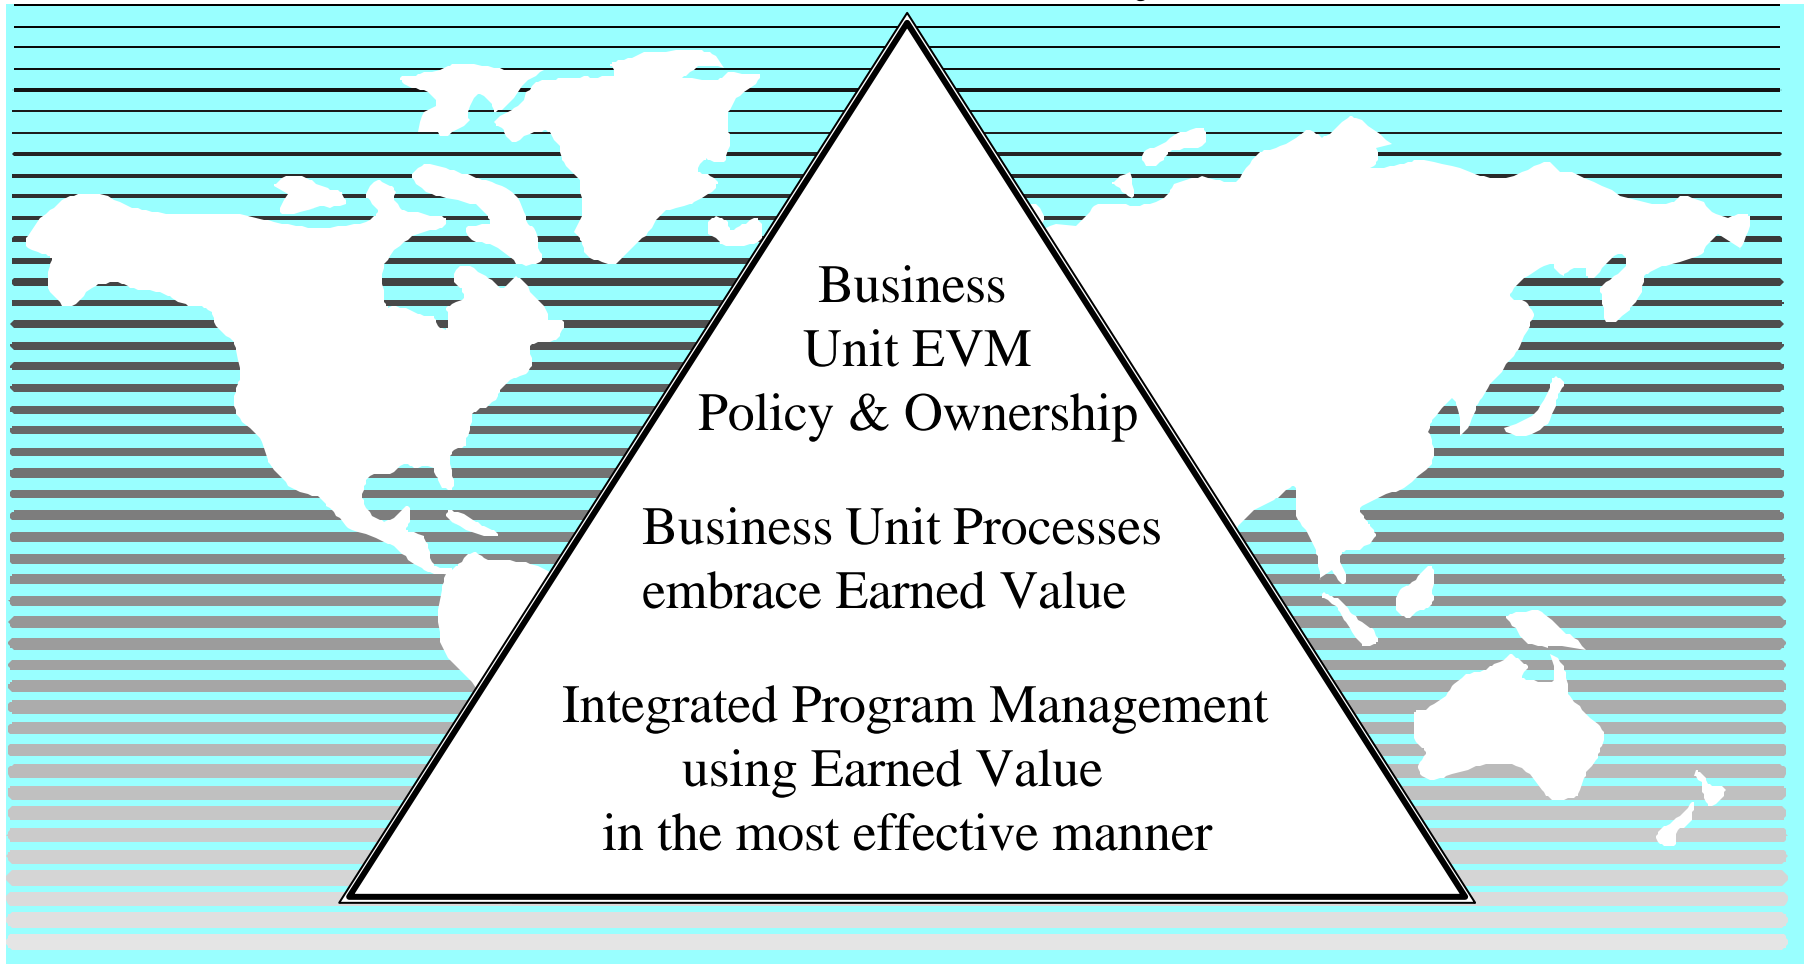 Business
Unit EVM
Policy & Ownership
Business Unit Processes
embrace Earned Value
Integrated Program Management
using Earned Value
in the most effective manner